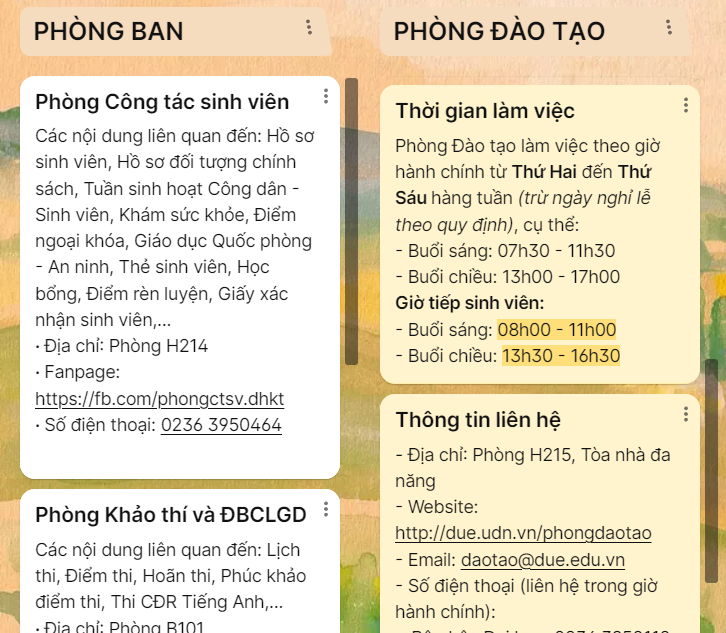 PHÒNG BAN
Phòng Công tác sinh viên
Các nội dung liên quan đến: Hồ sơ
sinh viên, Hồ sơ đối tượng chính
sách, Tuần sinh hoạt Công dân -
Sinh viên, Khám sức khỏe, Điểm
ngoại khóa, Giáo dục Quốc phòng
- An ninh, Thẻ sinh viên, Học
bổng, Điểm rèn luyện, Giấy xác
nhận sinh viên,...
· Địa chỉ: Phòng H214
· Fanpage:
https://fb.com/phongctsv.dhkt
· Số điện thoại: 0236 3950464
Phòng Khảo thí và ĐBCLGD
Các nội dung liên quan đến: Lịch
thi, Điểm thi, Hoãn thi, Phúc khảo
điểm thi, Thi CĐR Tiếng Anh,...
· Địa chỉ: Phòng B101
PHÒNG ĐÀO TẠO
Thời gian làm việc
Phòng Đào tạo làm việc theo giờ
hành chính từ Thứ Hai đến Thứ
Sáu hàng tuần (trừ ngày nghỉ lễ
theo quy định), cụ thể:
- Buổi sáng: 07h30 - 11h30
- Buổi chiều: 13h00 - 17h00
Giờ tiếp sinh viên:
- Buổi sáng: 08h00 - 11h00
- Buổi chiều: 13h30 - 16h30
Thông tin liên hệ
- Địa chỉ: Phòng H215, Tòa nhà đa
năng
- Website:
http://due.udn.vn/phongdaotao
- Email: daotao@due.edu.vn
- Số điện thoại (liên hệ trong giờ
hành chính):